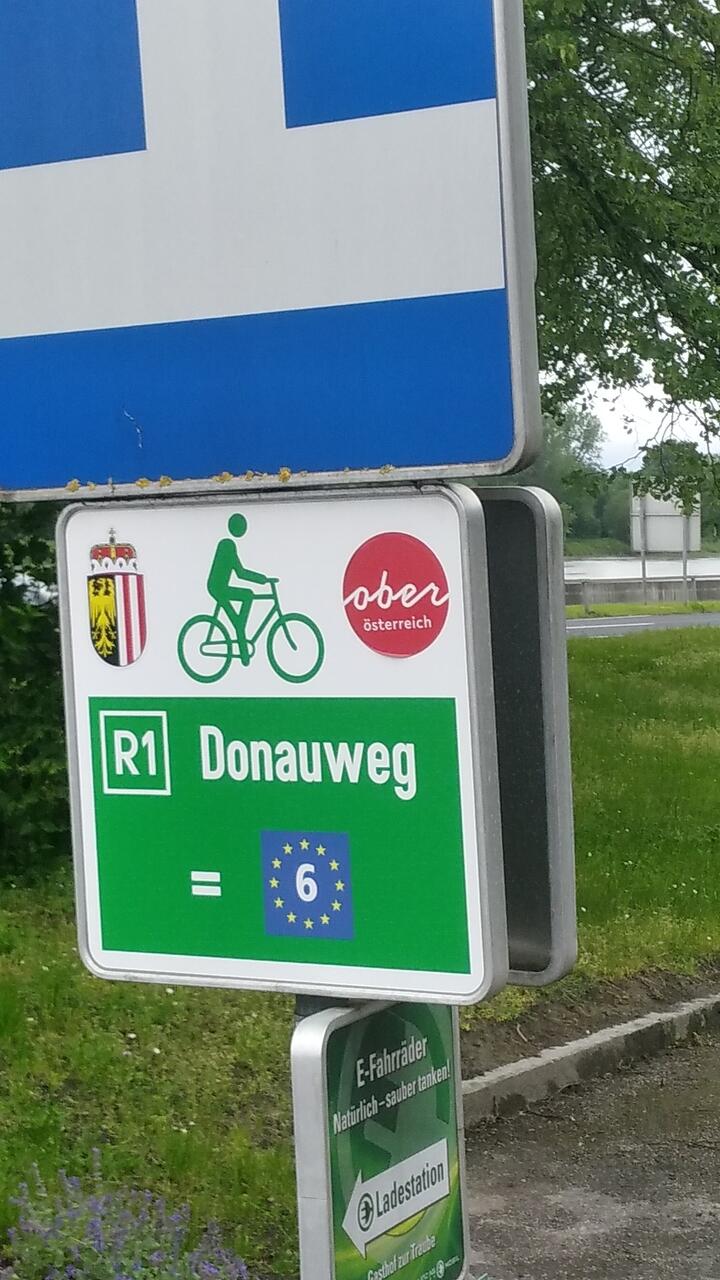 ober
österreich
R1 Donauweg
= 6
E-Fahrräder
Natürlich-sauber tanken!
Ladestation
Gasthof zur Traube